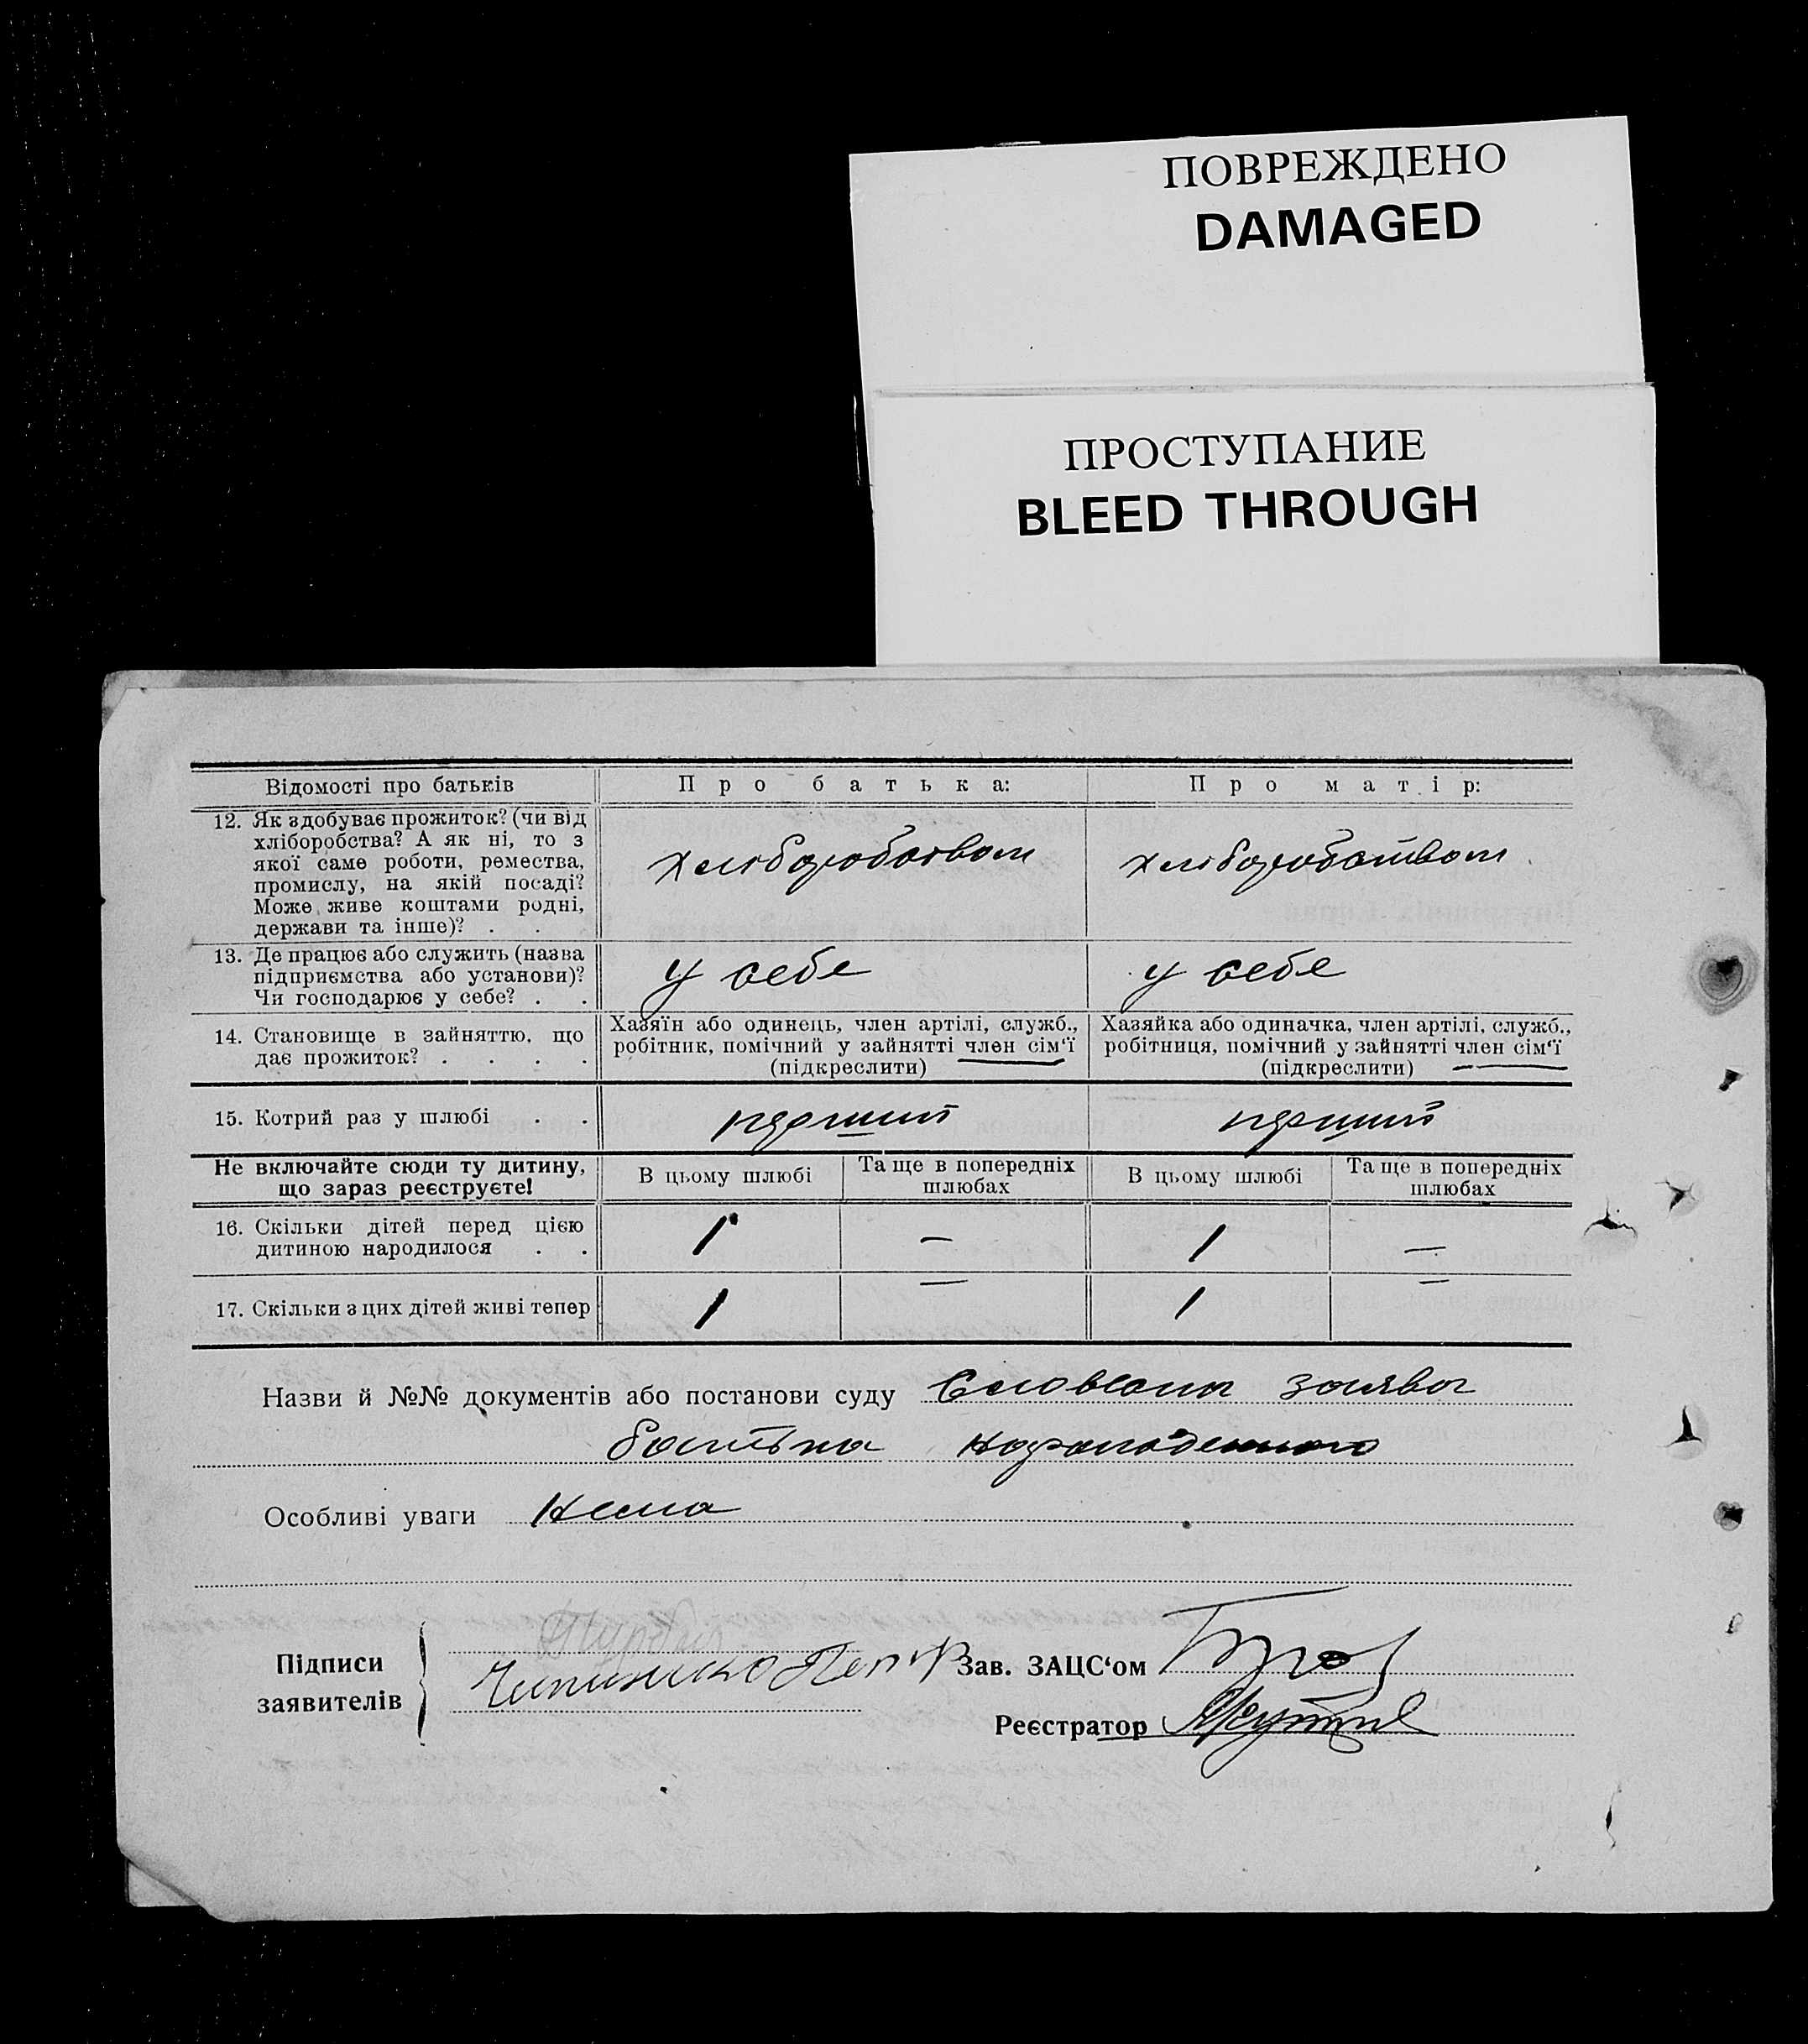 ПОВРЕЖДЕНО
DAMAGED
ПРОСТУПАНИЕ
BLEED THROUGH
Відомості про батьків
Про батька:
Про матір:
12. Як здобуває прожиток? (чи від
хліборобства? А як ні, то з
якої саме роботи, ремества,
промислу, на якій посаді?
Може живе коштами родні,
держави та інше)? . .
хліборобством
хліборобством
13. Де працює або служить (назва
підприємства або установи)?
Чи господарює у себе? . .
у себе
у себе
14. Становище в зайняттю, що
дає прожиток? . . . .
Хазяїн або одинець, член артілі, служб.,
робітник, помічний у зайнятті член сім‘ї
(підкреслити)
Хазяйка або одиначка, член артілі, служб.,
робітниця, помічний у зайнятті член сім‘ї
(підкреслити)
15. Котрий раз у шлюбі . .
перший
перший
Не включайте сюди ту дитину,
що зараз реєструєте!
В цьому шлюбі
Та ще в попередніх
шлюбах
В цьому шлюбі
Та ще в попередніх
шлюбах
16. Скільки дітей перед цією
дитиною народилося . .
1
—
1
—
17. Скільки з цих дітей живі тепер
1
—
1
—
Назви й №№ документів або постанови суду Словесна заява
батька
Особливі уваги нема
Підписи
заявителів
Зав. ЗАЦС‘ом
Реєстратор